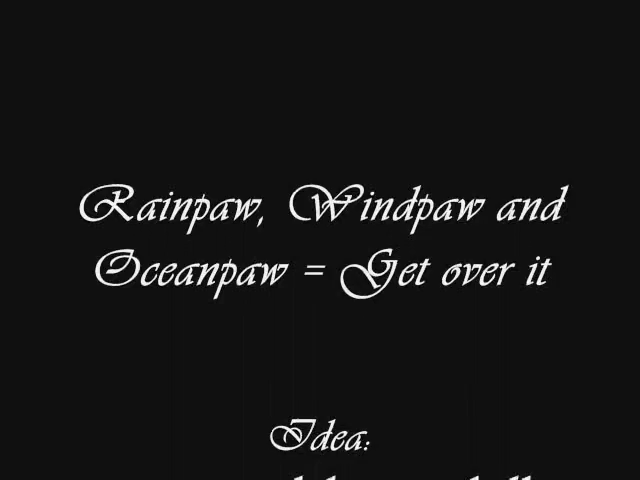 Rainpaw, Windpaw and
Oceanpaw = Get over it
Idea: